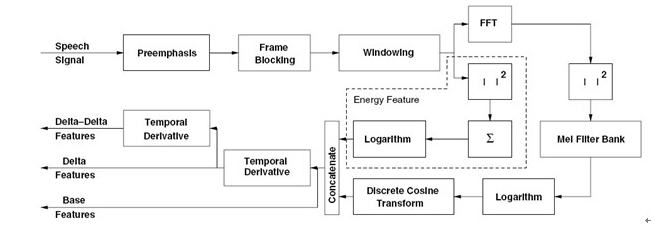 FFT
Speech
Signal
Preemphasis
Frame
Blocking
Windowing
| |²
| |²
Energy Feature
Delta–Delta
Features
Temporal
Derivative
Logarithm
Σ
Mel Filter Bank
Delta
Features
Temporal
Derivative
Concatenate
Discrete Cosine
Transform
Logarithm
Base
Features